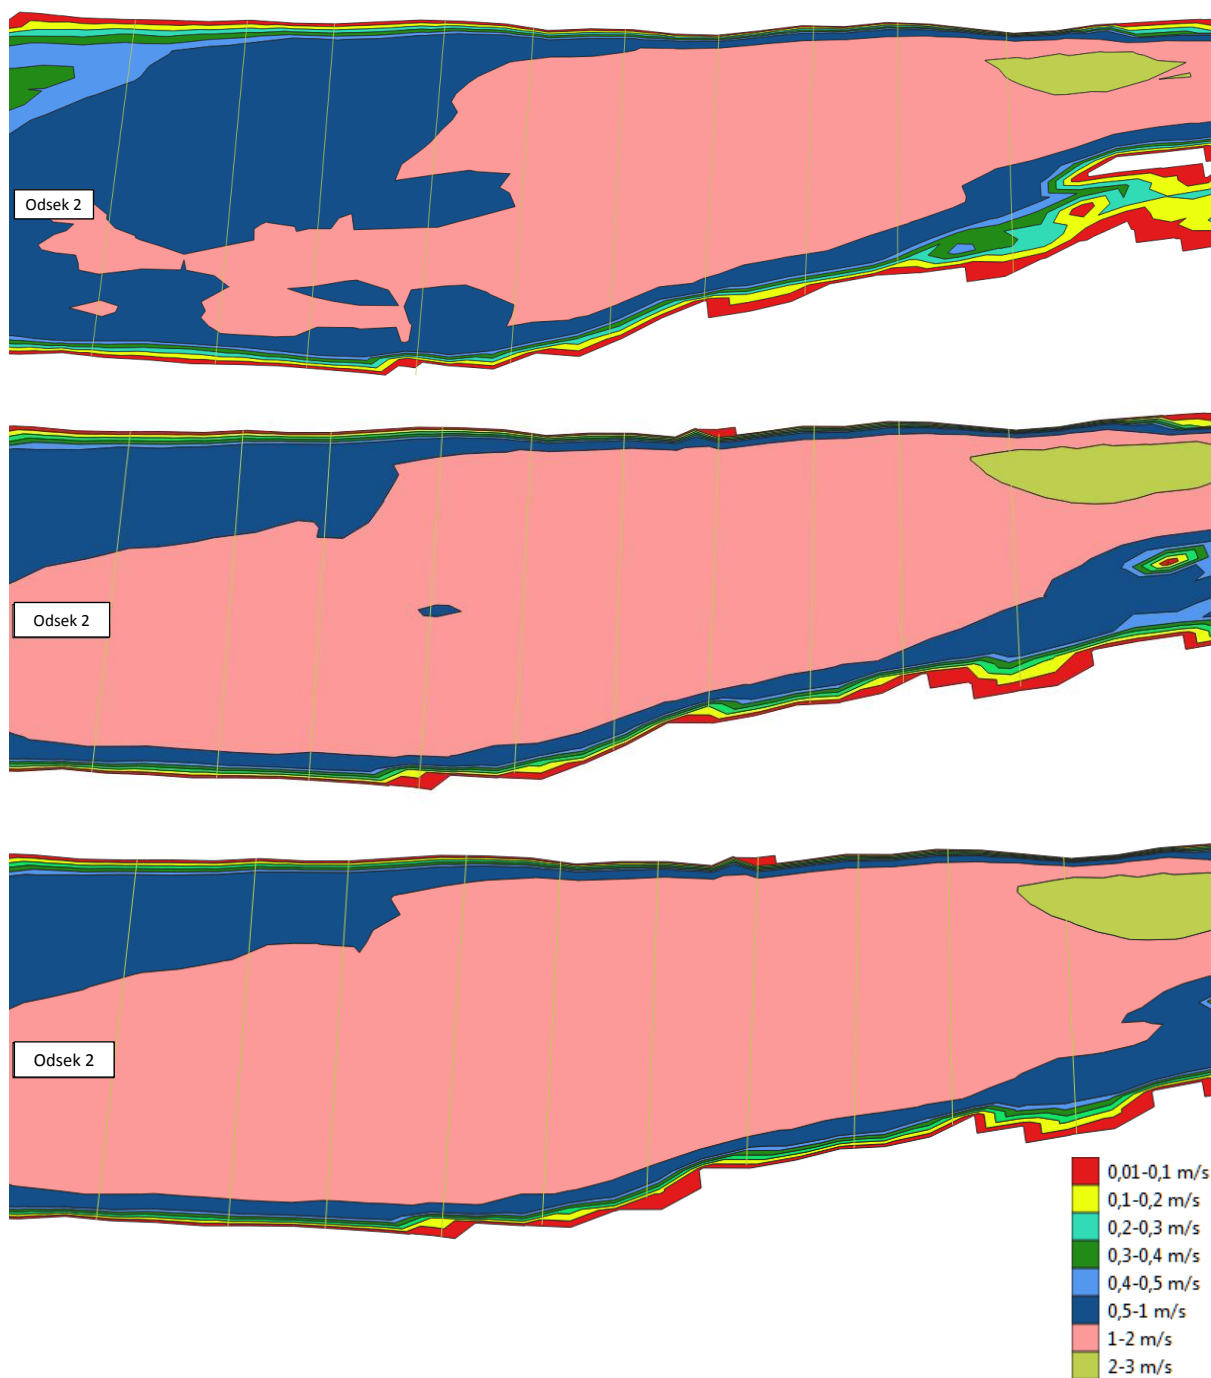 Odsek 2
Odsek 2
Odsek 2
0,01-0,1 m/s
0,1-0,2 m/s
0,2-0,3 m/s
0,3-0,4 m/s
0,4-0,5 m/s
0,5-1 m/s
1-2 m/s
2-3 m/s